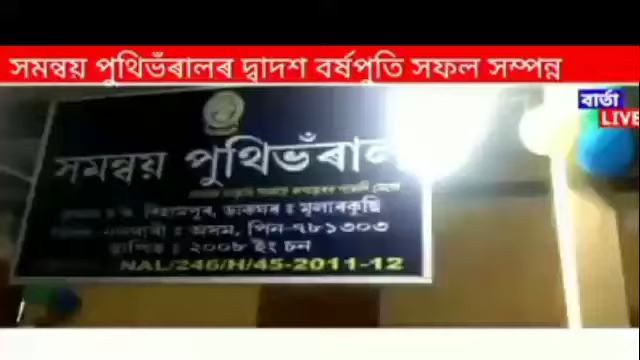 সমন্বয় পুথিভঁৰালৰ দ্বাদশ বৰ্ষপুতি সফল সম্পন্ন
বাৰ্তা
LIVE
সমন্বয় পুথিভঁৰাল
বিহামপুৰ, ডাকঘৰ : মুলাৰকুছি
: অসম, পিন-৭৮১৩০৩
স্থাপিত : ২০০৮ ইং চন
NAL/246/H/45-2011-12